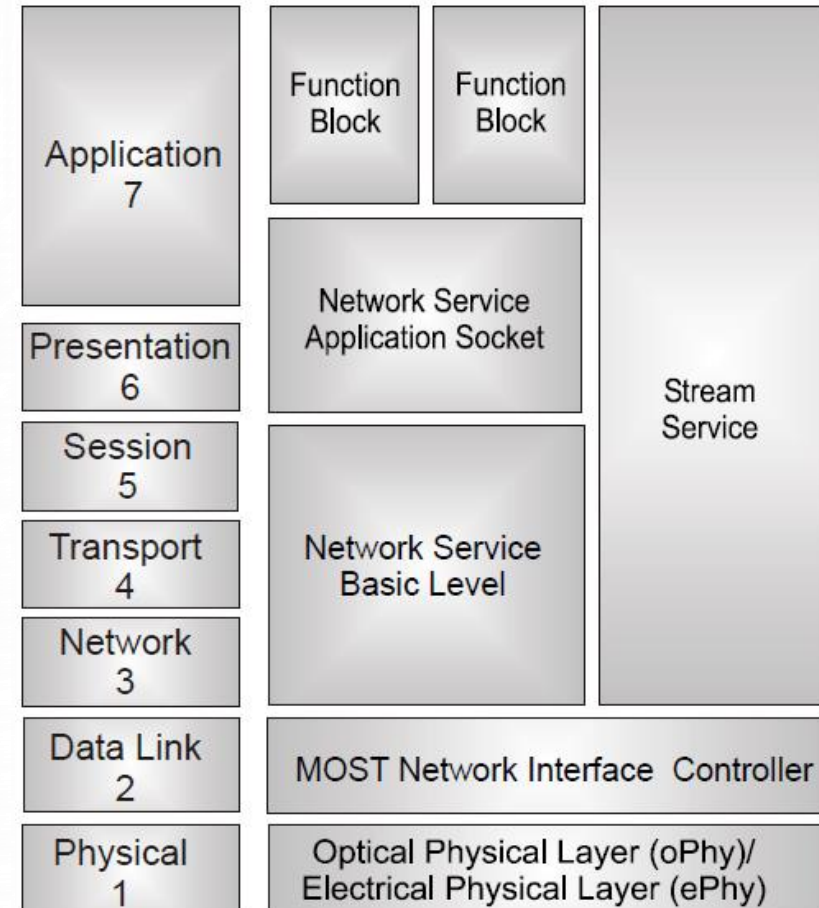 Application
7
Presentation
6
Session
5
Transport
4
Network
3
Data Link
2
Physical
1
Function
Block
Function
Block
Network Service
Application Socket
Network Service
Basic Level
Stream
Service
MOST Network Interface Controller
Optical Physical Layer (oPhy)/
Electrical Physical Layer (ePhy)